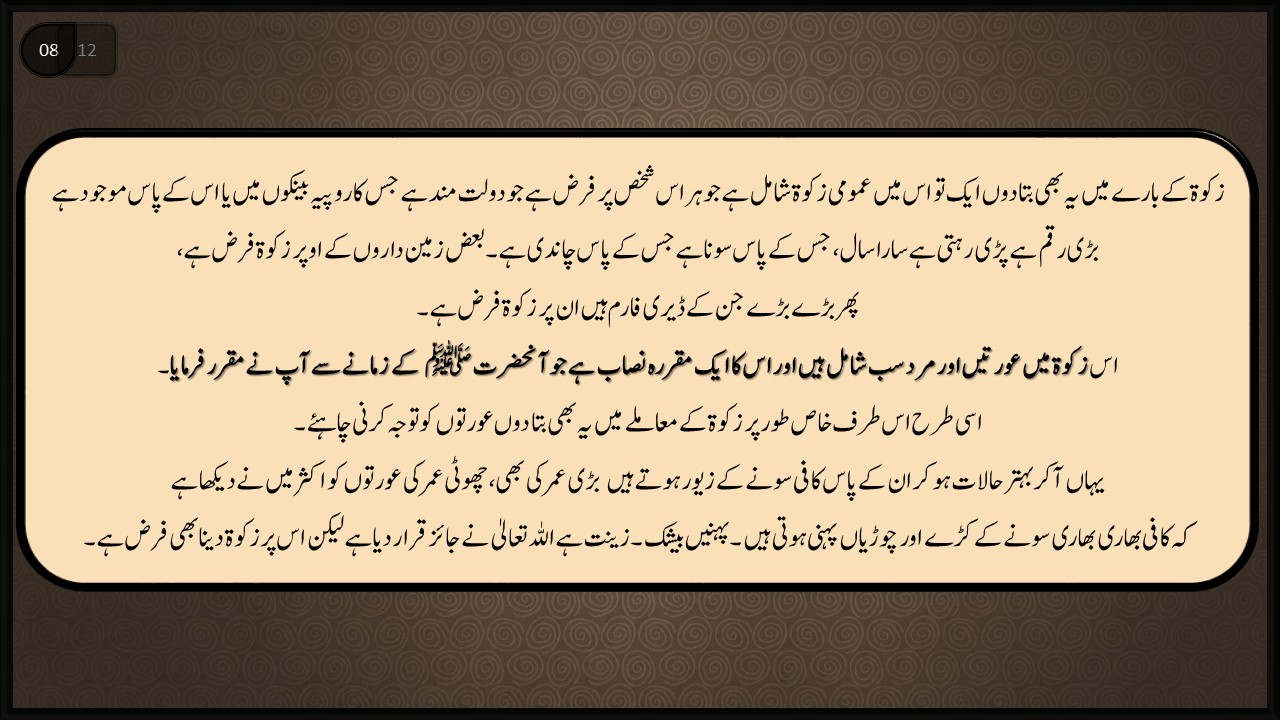 08 12
زکوۃ کے بارے میں یہ بھی بتادوں ایک تو اس میں عمومی زکوۃ شامل ہے جو ہر اس شخص پر فرض ہے جو دولت مند ہے جس کا روپیہ بینکوں میں یا اس کے پاس موجود ہے
بڑی رقم ہے پڑی رہتی ہے سارا سال، جس کے پاس سونا ہے جس کے پاس چاندی ہے۔ بعض زمین داروں کے اوپر زکوۃ فرض ہے،
پھر بڑے بڑے جن کے ڈیری فارم ہیں ان پر زکوۃ فرض ہے۔
اس زکوۃ میں عورتیں اور مرد سب شامل ہیں اور اس کا ایک مقررہ نصاب ہے جو آنحضرت ﷺ کے زمانے سے آپ نے مقرر فرمایا۔
اسی طرح اس طرف خاص طور پر زکوۃ کے معاملے میں یہ بھی بتادوں عورتوں کو توجہ کرنی چاہئے۔
یہاں آکر بہتر حالات ہو کر ان کے پاس کافی سونے کے زیور ہوتے ہیں بڑی عمر کی بھی، چھوٹی عمر کی عورتوں کو اکثر میں نے دیکھا ہے
کہ کافی بھاری بھاری سونے کے کڑے اور چوڑیاں پہنی ہوتی ہیں۔ پہنیں بیشک۔ زینت ہے اللہ تعالیٰ نے جائز قرار دیا ہے لیکن اس پر زکوۃ دینا بھی فرض ہے۔